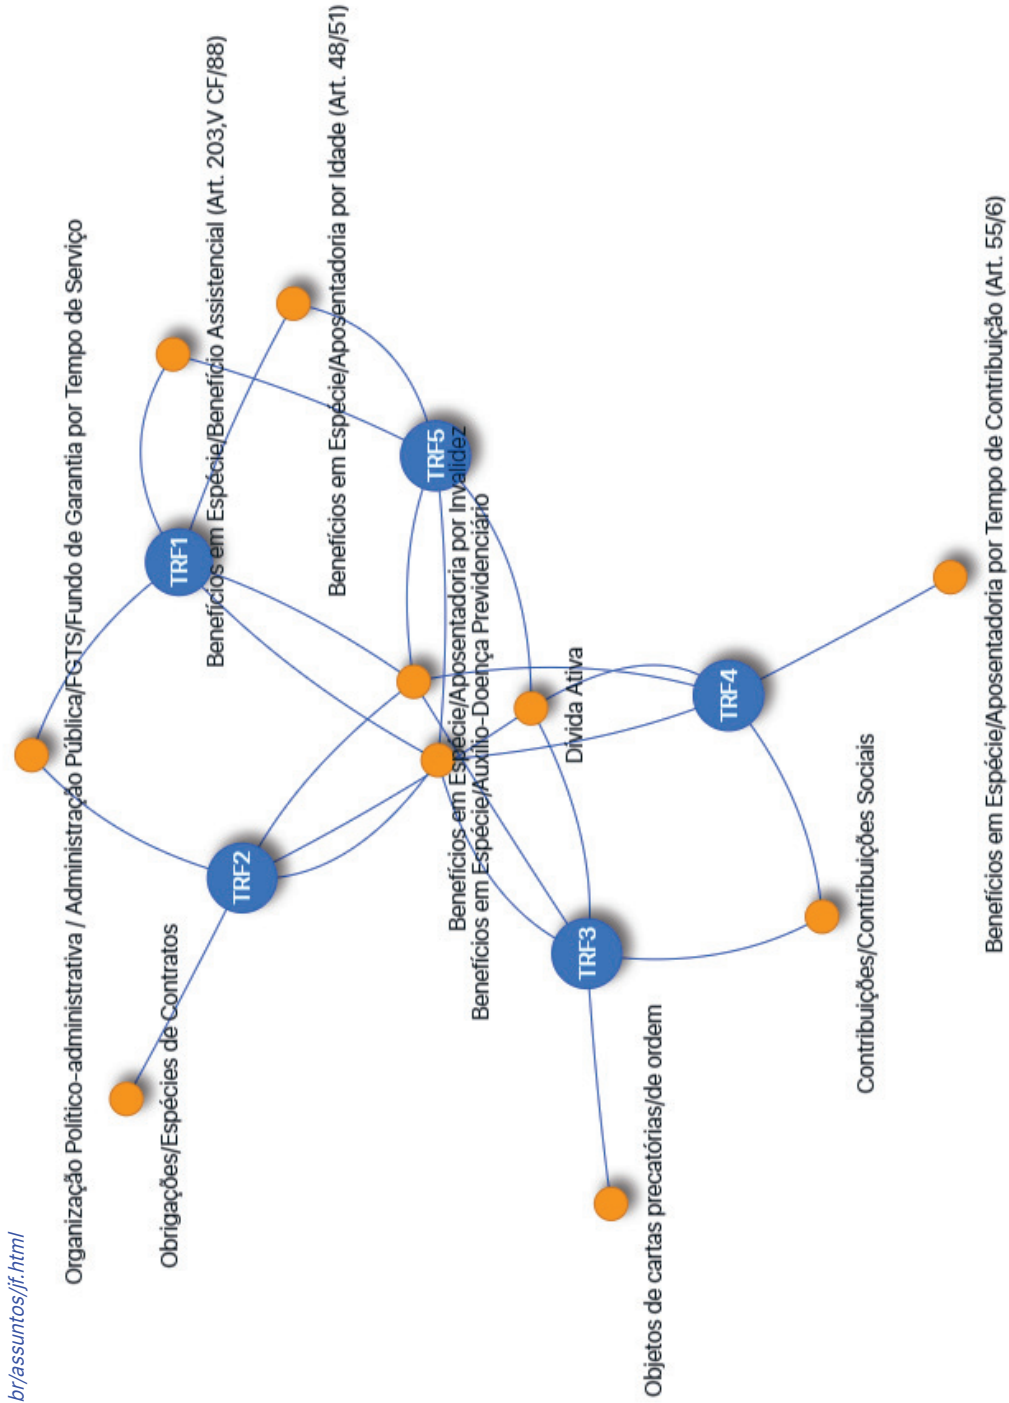 br/assuntos/jf.html
Organização Político-administrativa / Administração Pública/FGTS/Fundo de Garantia por Tempo de Serviço
Obrigações/Espécies de Contratos
TRF1
Benefícios em Espécie/Benefício Assistencial (Art. 203,V CF/88)
TRF2
Benefícios em Espécie/Aposentadoria por Idade (Art. 48/51)
TRF5
Benefícios em Espécie/Aposentadoria por Invalidez
Benefícios em Espécie/Auxílio-Doença Previdenciário
Dívida Ativa
TRF3
Objetos de cartas precatórias/de ordem
TRF4
Contribuições/Contribuições Sociais
Benefícios em Espécie/Aposentadoria por Tempo de Contribuição (Art. 55/6)